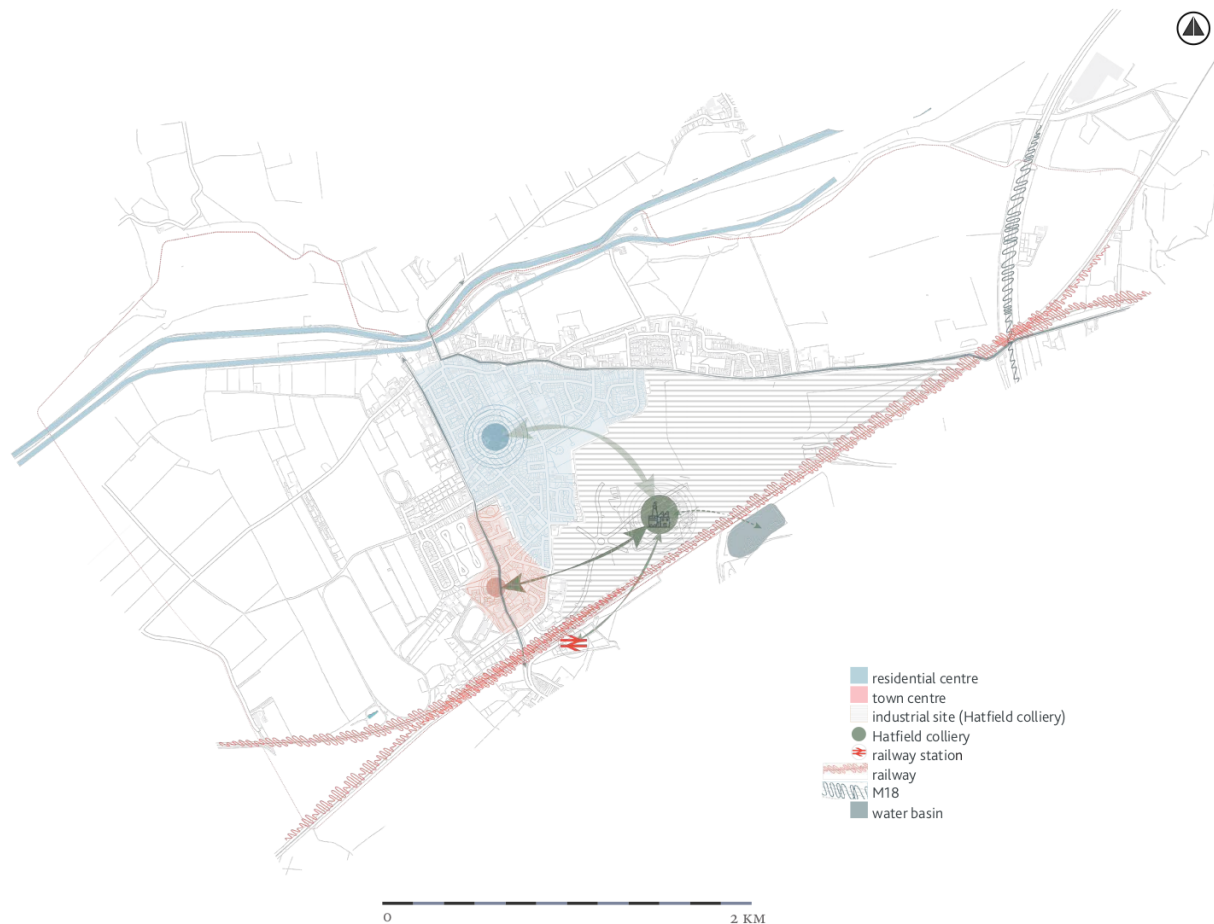 residential centre
town centre
industrial site (Hatfield colliery)
Hatfield colliery
railway station
railway
M18
water basin
0 2 KM